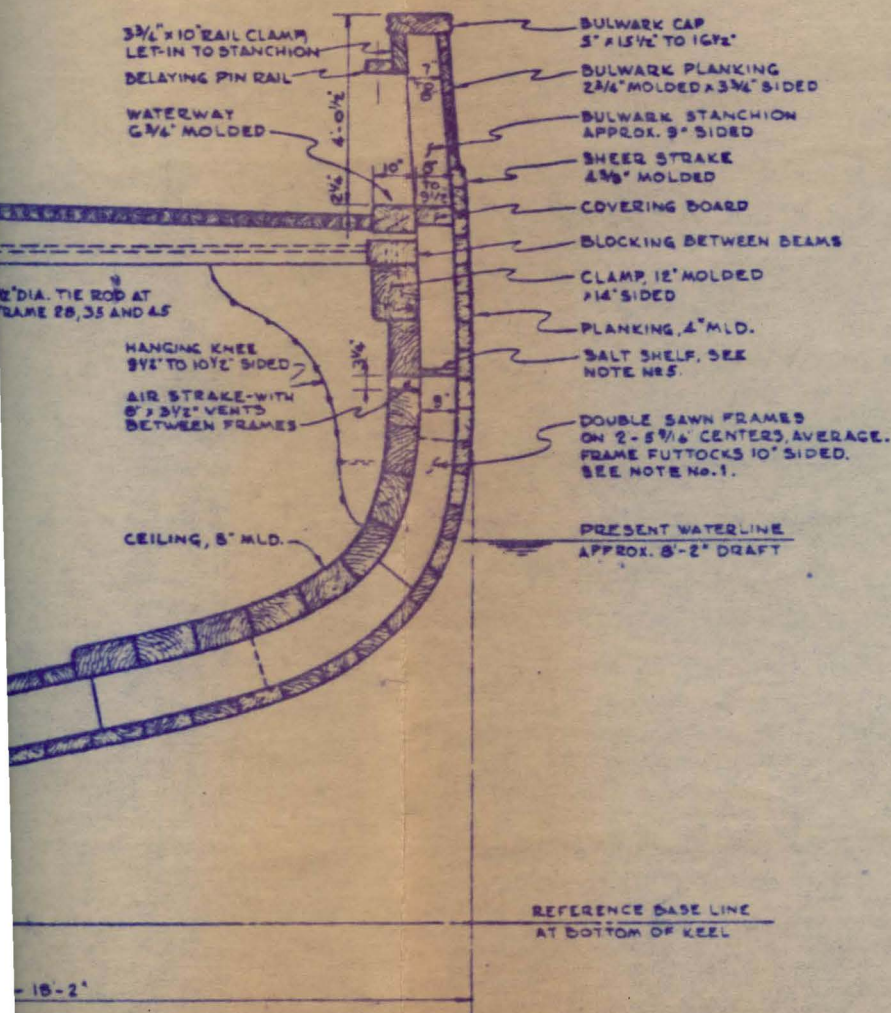 3¾" x 10" RAIL CLAMP,
LET-IN TO STANCHION
BELAYING PIN RAIL
WATERWAY
6¾" MOLDED
4'-0½"
2¼"
10"
7"
BULWARK CAP
5" x 15½" TO 16½"
BULWARK PLANKING
2¾" MOLDED x 3¾" SIDED
BULWARK STANCHION
APPROX. 9" SIDED
SHEER STRAKE
4⅜" MOLDED
COVERING BOARD
BLOCKING BETWEEN BEAMS
CLAMP, 12" MOLDED
x 14" SIDED
PLANKING, 4" MLD.
SALT SHELF, SEE
NOTE No 5.
DOUBLE SAWN FRAMES
ON 2'-5 9/16" CENTERS, AVERAGE.
FRAME FUTTOCKS 10" SIDED.
SEE NOTE No. 1.
DIA. TIE ROD AT
FRAME 28, 35 AND 45
HANGING KNEE
9½" TO 10½" SIDED
AIR STRAKE-WITH
8" x 3½" VENTS
BETWEEN FRAMES
3¼"
8"
CEILING, 8" MLD.
PRESENT WATERLINE
APPROX. 8'-2" DRAFT
REFERENCE BASE LINE
AT BOTTOM OF KEEL
- 18'-2"